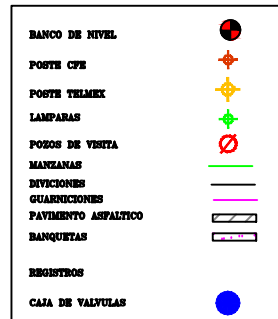 BANCO DE NIVEL
POSTE CFE
POSTE TELMEX
LAMPARAS
POZOS DE VISITA
MANZANAS
DIVICIONES
GUARNICIONES
PAVIMENTO ASFALTICO
BANQUETAS
REGISTROS
CAJA DE VALVULAS